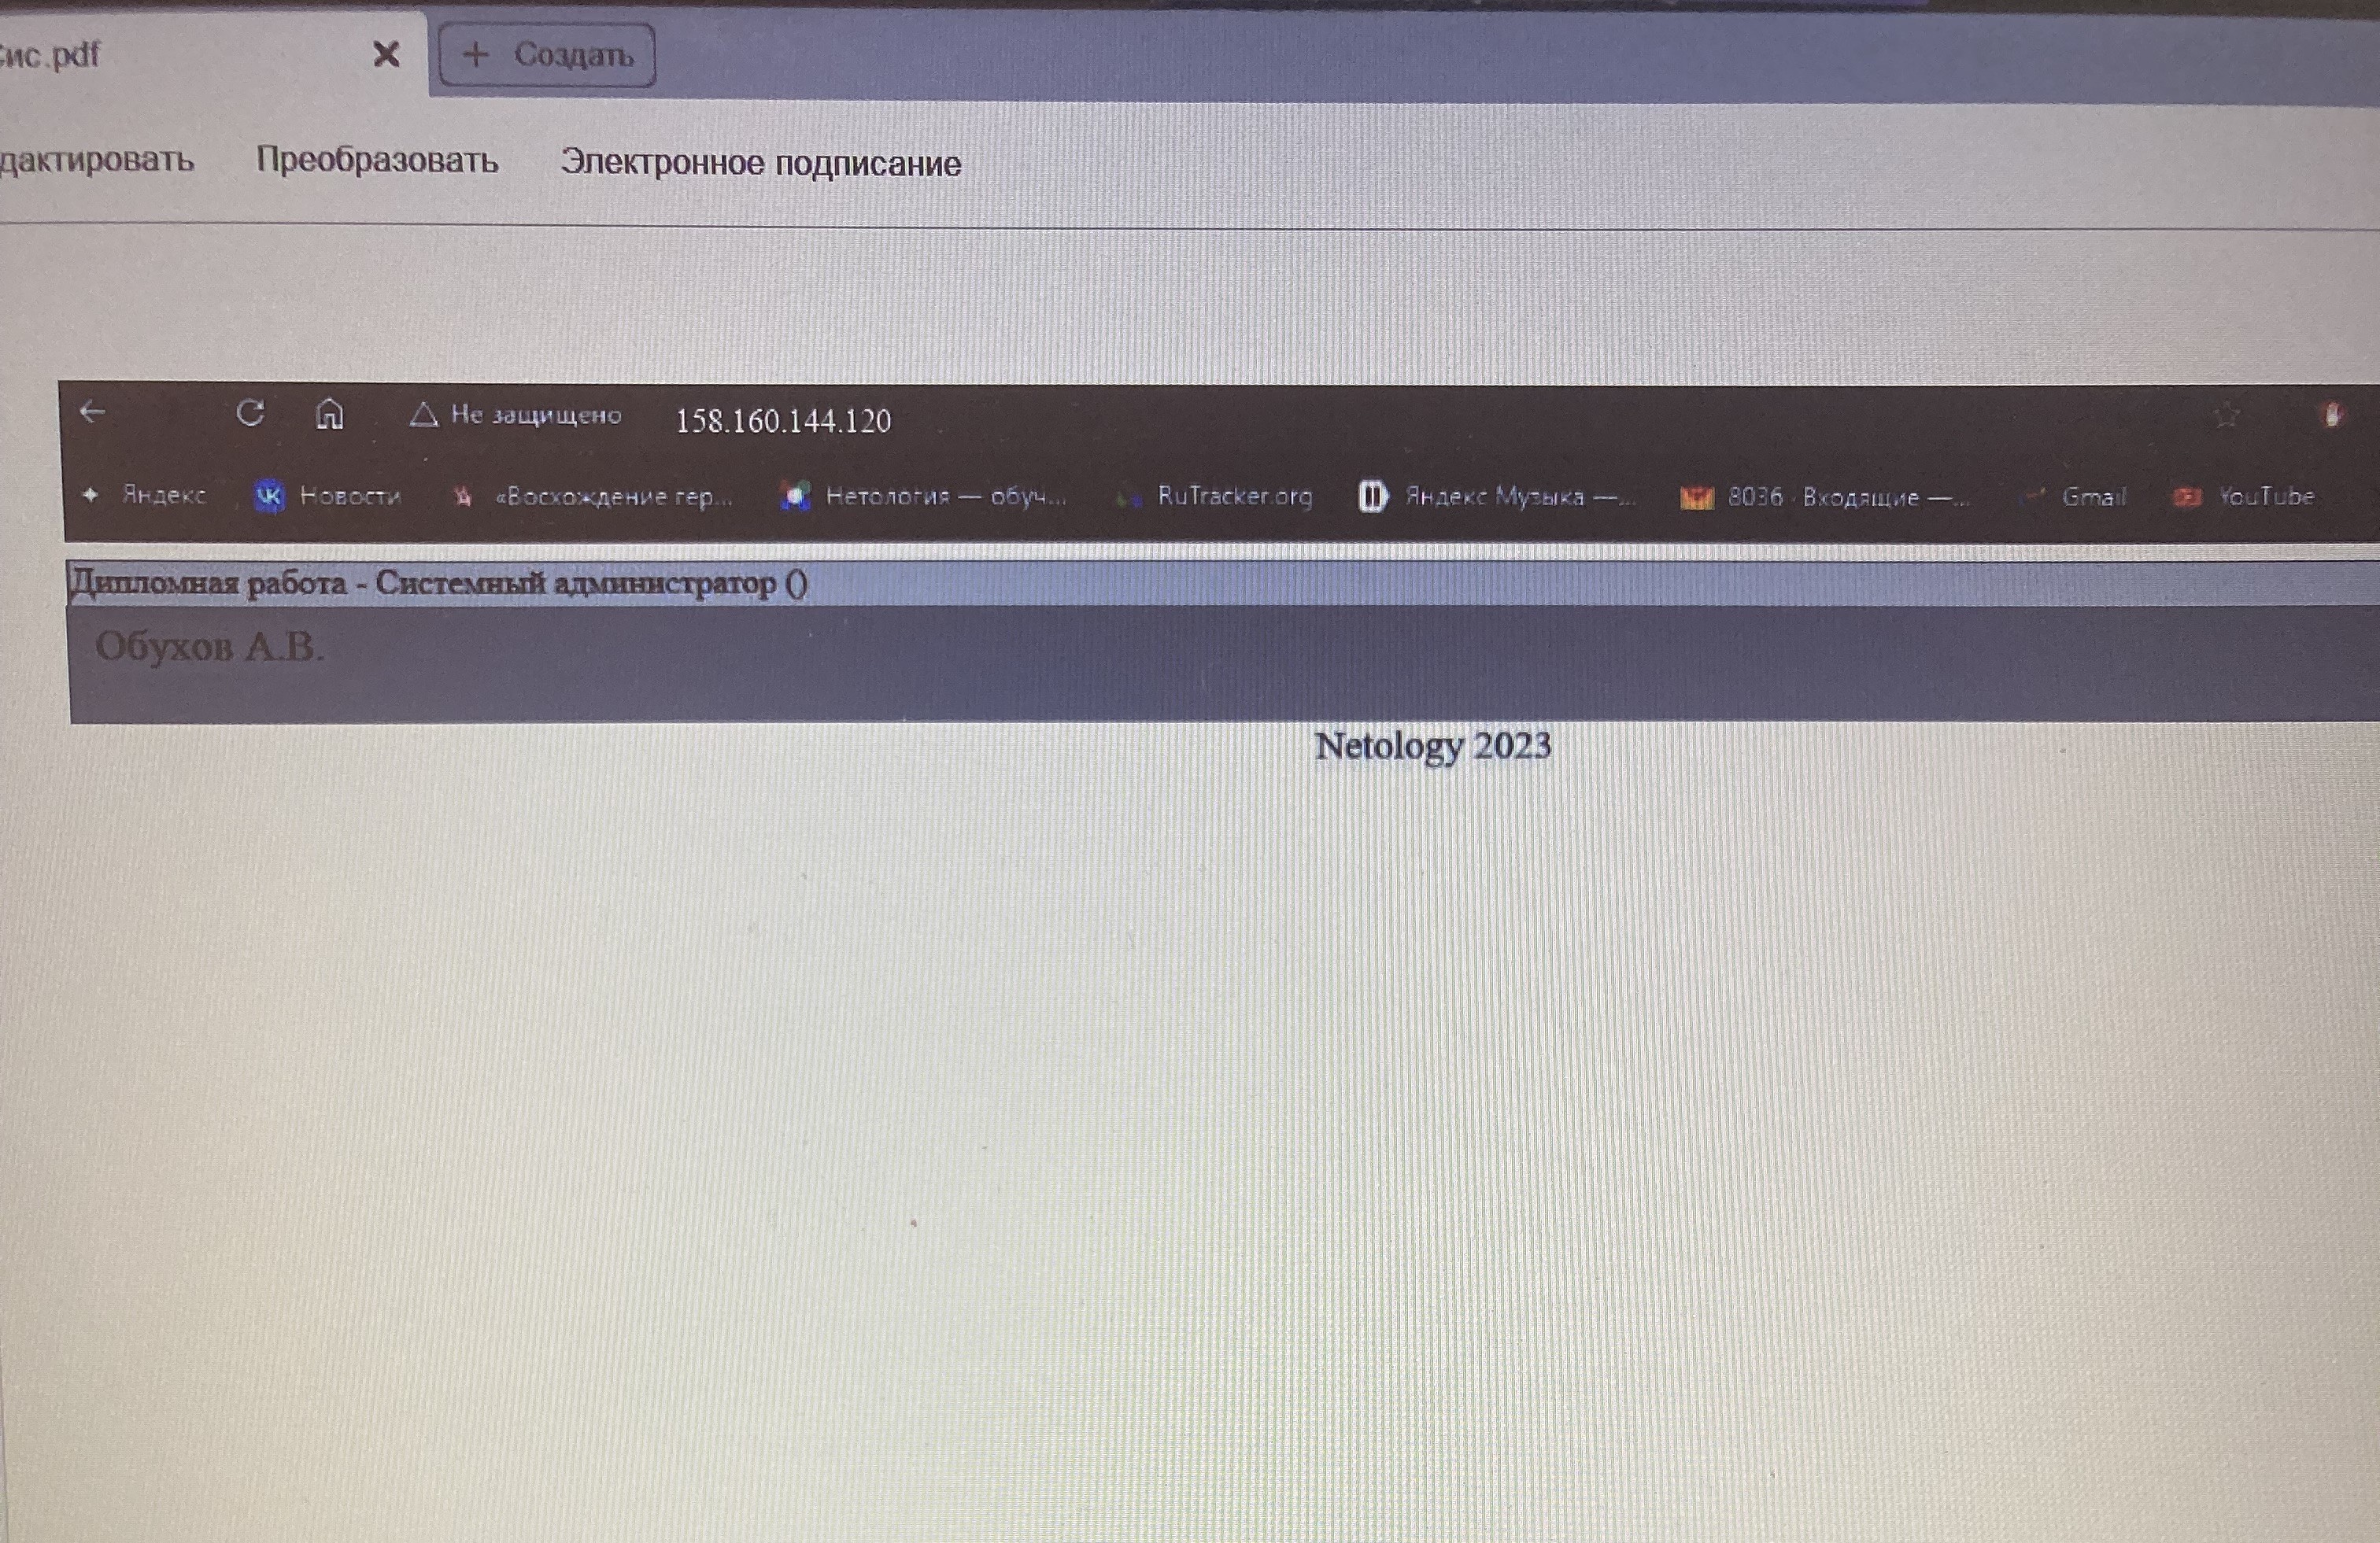 ис.pdf × + Создать
дактировать Преобразовать Электронное подписание
Не защищено 158.160.144.120
Яндекс Новости «Восхождение гер... Нетология — обуч... RuTracker.org Яндекс Музыка —... 8036 · Входящие —... Gmail YouTube
Дипломная работа - Системный администратор ()
Обухов А.В.
Netology 2023